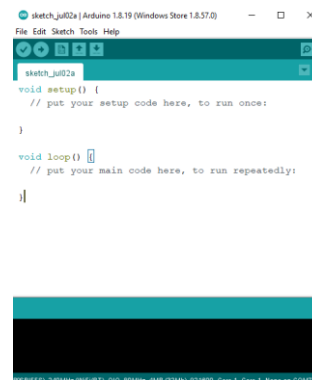 sketch_jul02a | Arduino 1.8.19 (Windows Store 1.8.57.0)
File Edit Sketch Tools Help
sketch_jul02a
void setup() {
// put your setup code here, to run once:
}
void loop() {
// put your main code here, to run repeatedly:
}